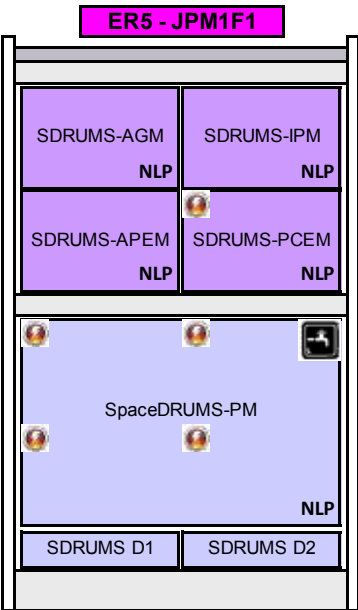 ER5 - JPM1F1
SDRUMS-AGM
NLP
SDRUMS-IPM
NLP
SDRUMS-APEM
NLP
SDRUMS-PCEM
NLP
SpaceDRUMS-PM
NLP
SDRUMS D1
SDRUMS D2